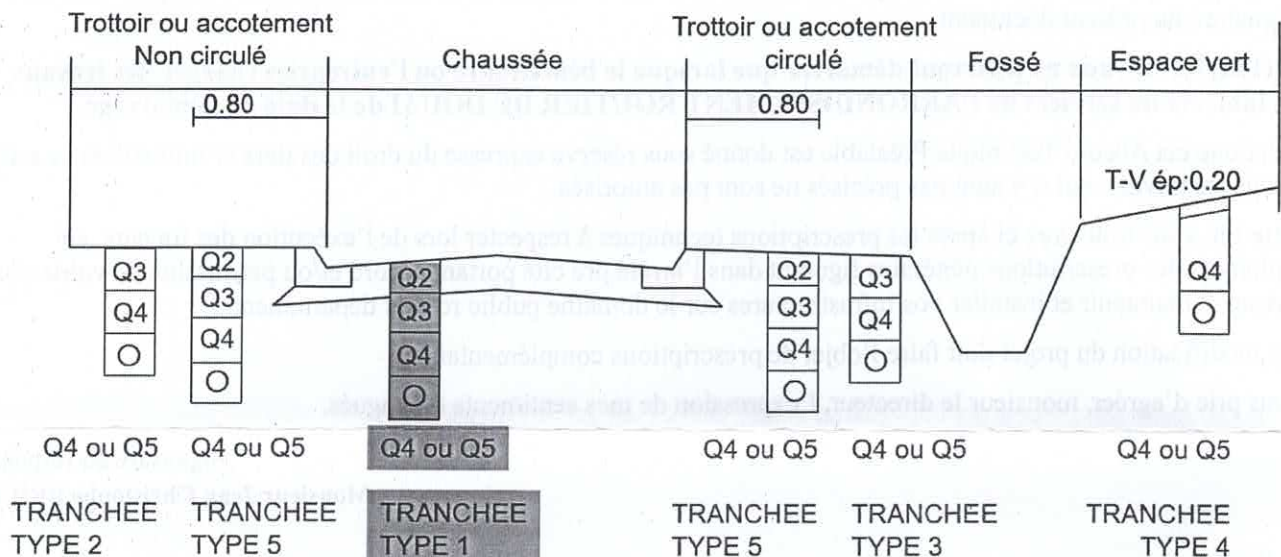 Trottoir ou accotement
Non circulé
Chaussée
Trottoir ou accotement
circulé
Fossé
Espace vert
0.80
0.80
T-V ép:0.20
Q3
Q4
Q2
Q3
Q4
Q2
Q3
Q4
Q2
Q3
Q4
Q3
Q4
Q4
Q4 ou Q5
Q4 ou Q5
Q4 ou Q5
Q4 ou Q5
Q4 ou Q5
Q4 ou Q5
TRANCHEE
TYPE 2
TRANCHEE
TYPE 5
TRANCHEE
TYPE 1
TRANCHEE
TYPE 5
TRANCHEE
TYPE 3
TRANCHEE
TYPE 4